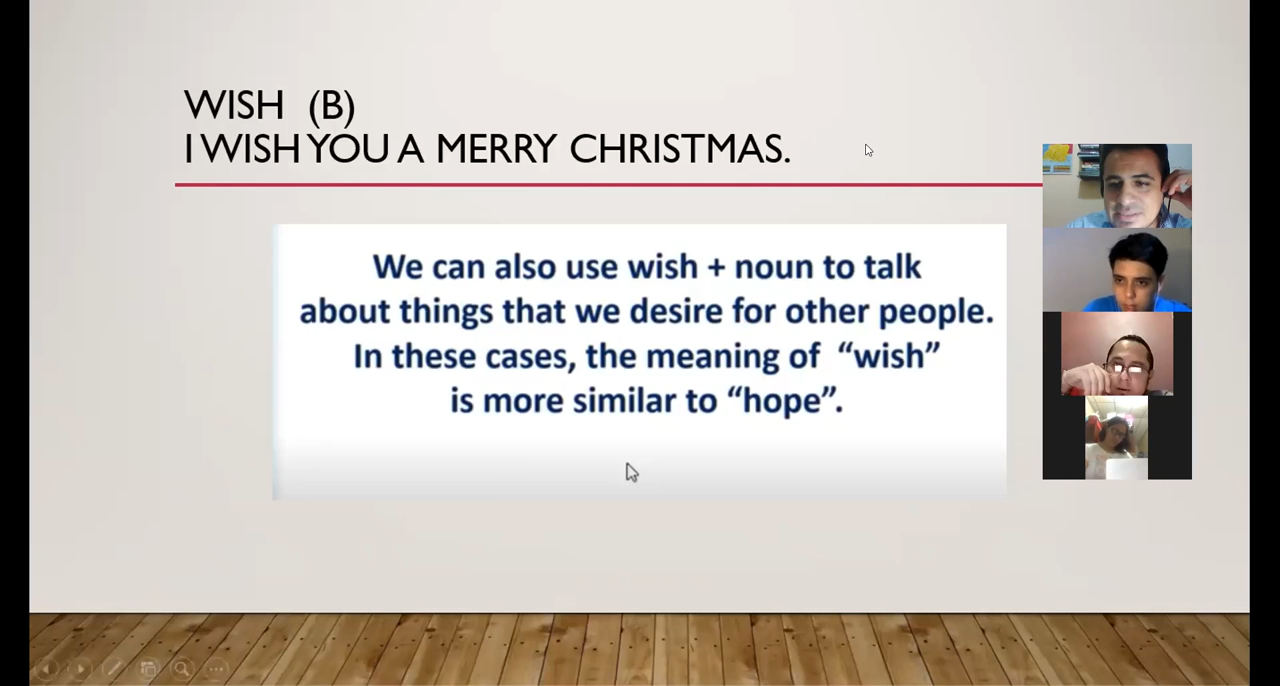 WISH (B)
I WISH YOU A MERRY CHRISTMAS.
We can also use wish + noun to talk
about things that we desire for other people.
In these cases, the meaning of “wish”
is more similar to “hope”.